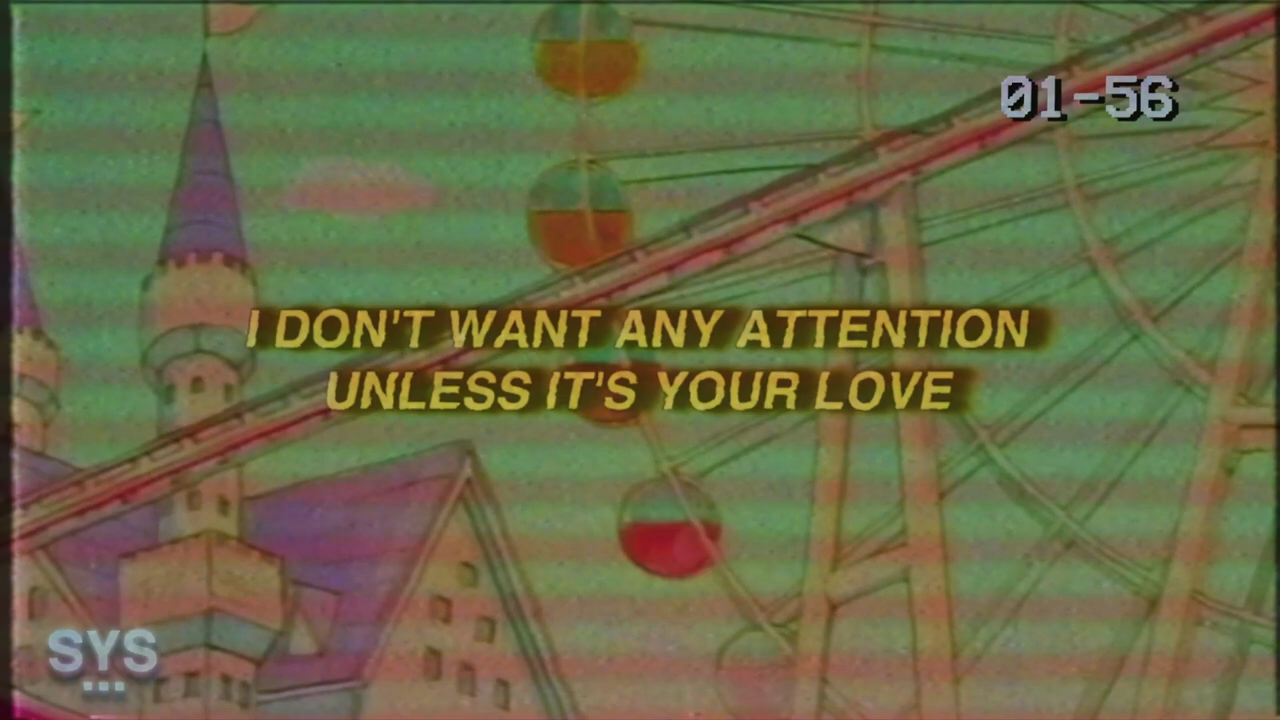 01-56
I DON'T WANT ANY ATTENTION
UNLESS IT'S YOUR LOVE
SYS